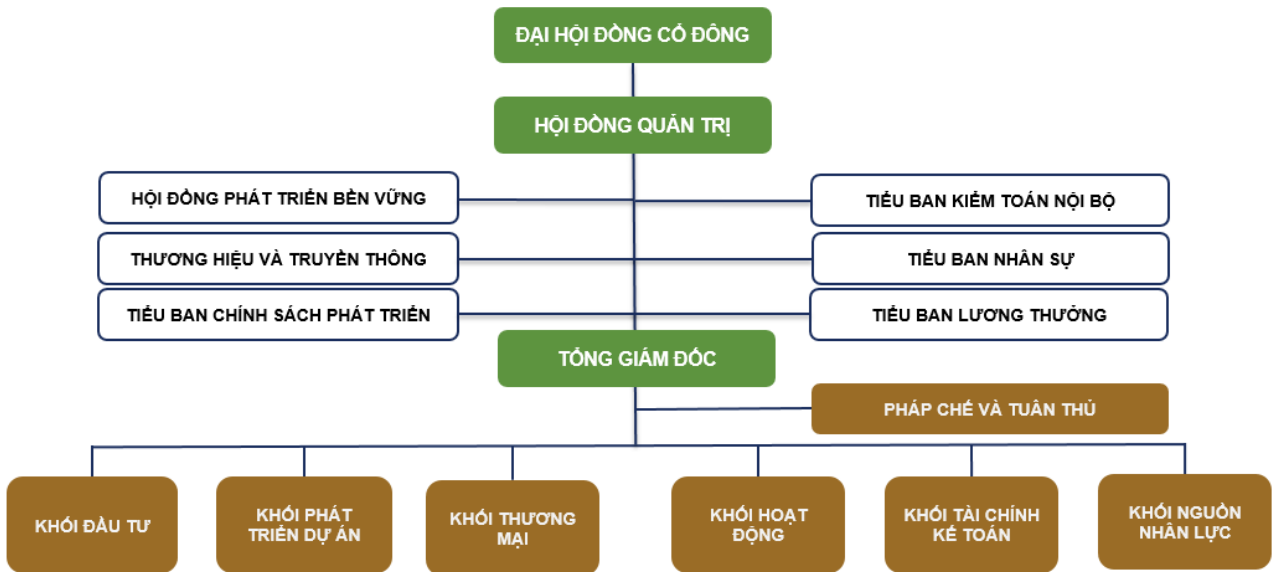 ĐẠI HỘI ĐỒNG CỔ ĐÔNG
HỘI ĐỒNG QUẢN TRỊ
HỘI ĐỒNG PHÁT TRIỂN BỀN VỮNG
TIỂU BAN KIỂM TOÁN NỘI BỘ
THƯƠNG HIỆU VÀ TRUYỀN THÔNG
TIỂU BAN NHÂN SỰ
TIỂU BAN CHÍNH SÁCH PHÁT TRIỂN
TIỂU BAN LƯƠNG THƯỞNG
TỔNG GIÁM ĐỐC
PHÁP CHẾ VÀ TUÂN THỦ
KHỐI ĐẦU TƯ
KHỐI PHÁT
TRIỂN DỰ ÁN
KHỐI THƯƠNG
MẠI
KHỐI HOẠT
ĐỘNG
KHỐI TÀI CHÍNH
KẾ TOÁN
KHỐI NGUỒN
NHÂN LỰC